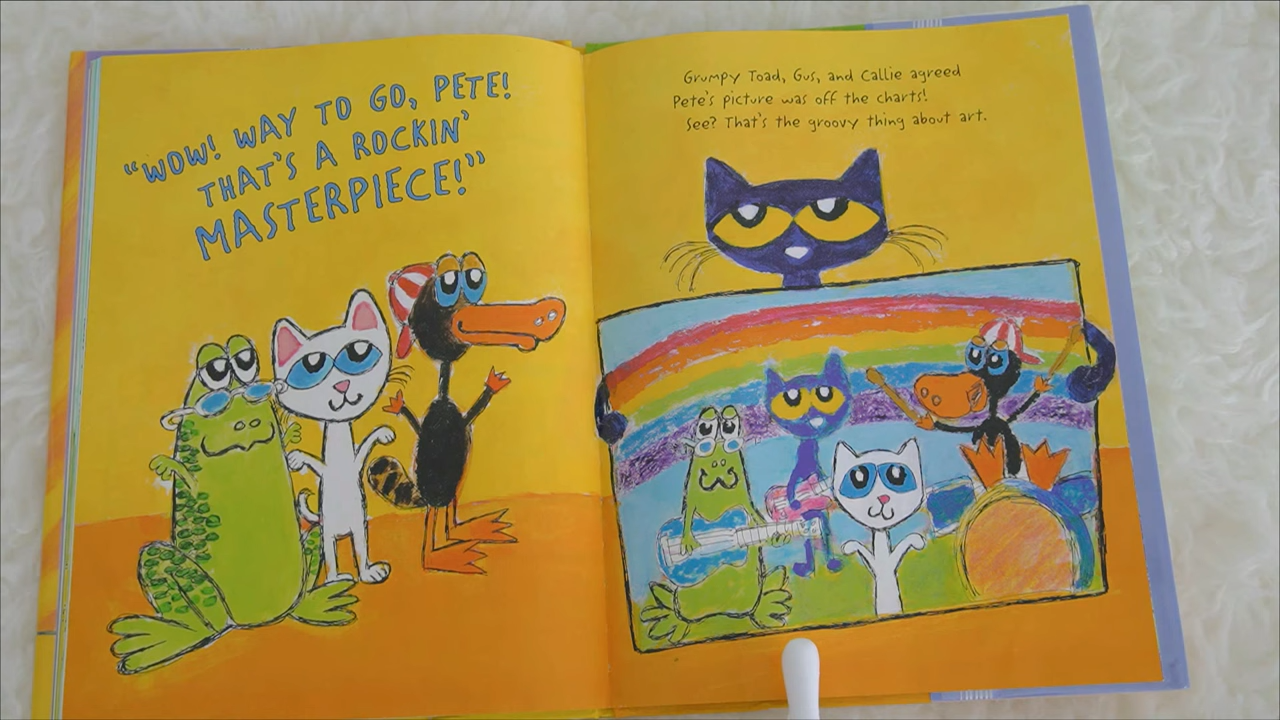 “WOW! WAY TO GO, PETE!
THAT'S A ROCKIN'
MASTERPIECE!”
Grumpy Toad, Gus, and Callie agreed
Pete's picture was off the charts!
See? That's the groovy thing about art.